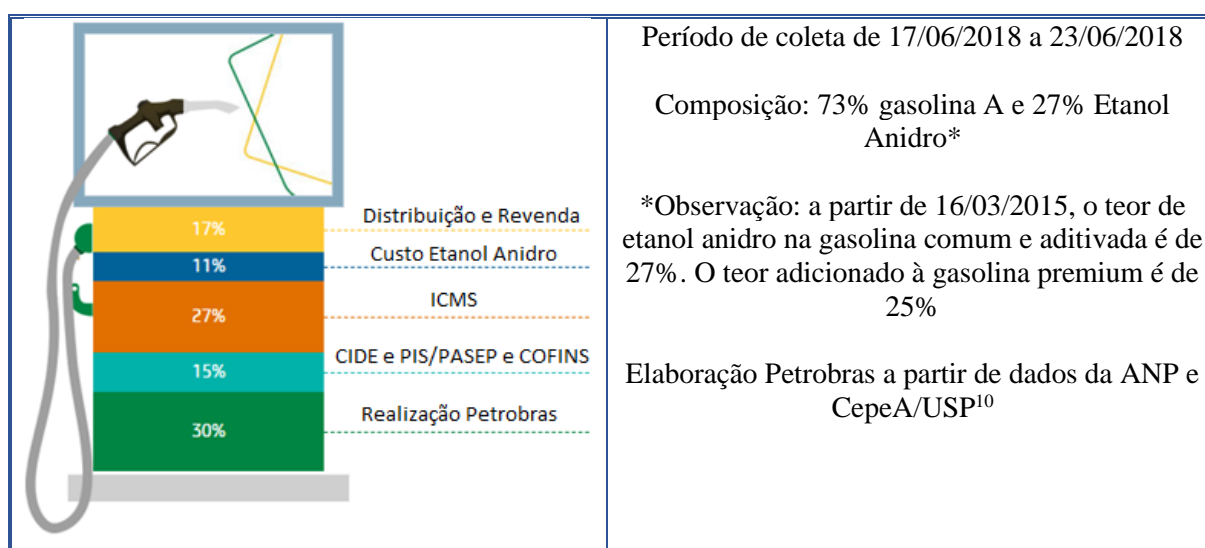 17%
Distribuição e Revenda
11%
Custo Etanol Anidro
27%
ICMS
15%
CIDE e PIS/PASEP e COFINS
30%
Realização Petrobras
Período de coleta de 17/06/2018 a 23/06/2018
Composição: 73% gasolina A e 27% Etanol
Anidro*
*Observação: a partir de 16/03/2015, o teor de
etanol anidro na gasolina comum e aditivada é de
27%. O teor adicionado à gasolina premium é de
25%
Elaboração Petrobras a partir de dados da ANP e
CepeA/USP¹⁰